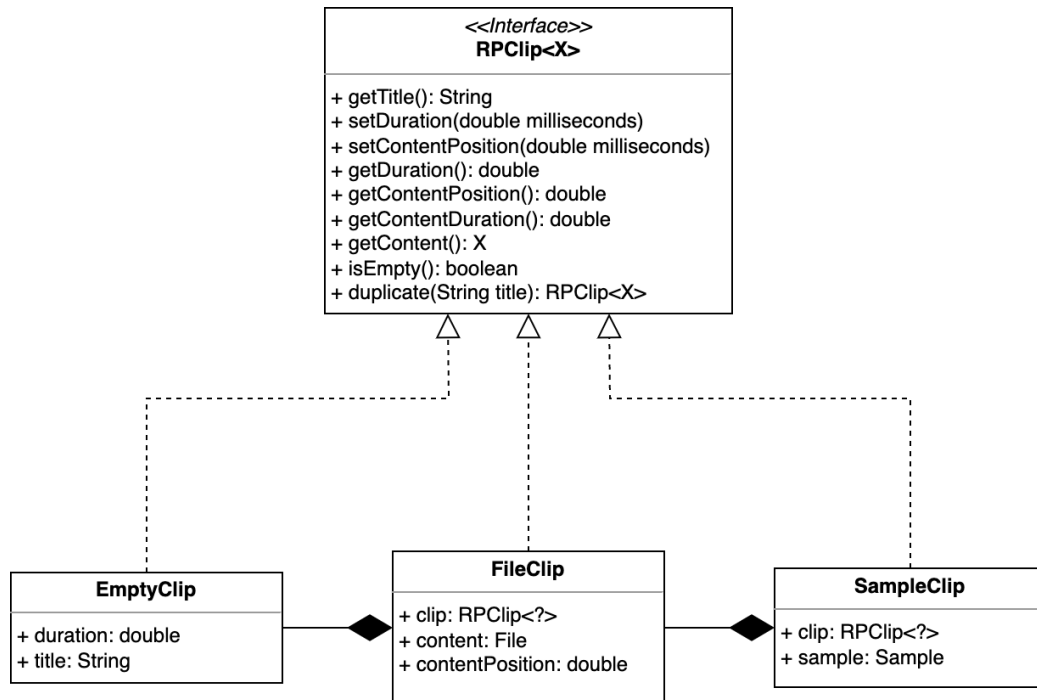 <<Interface>>
RPClip<X>
+ getTitle(): String
+ setDuration(double milliseconds)
+ setContentPosition(double milliseconds)
+ getDuration(): double
+ getContentPosition(): double
+ getContentDuration(): double
+ getContent(): X
+ isEmpty(): boolean
+ duplicate(String title): RPClip<X>
EmptyClip
+ duration: double
+ title: String
FileClip
+ clip: RPClip<?>
+ content: File
+ contentPosition: double
SampleClip
+ clip: RPClip<?>
+ sample: Sample